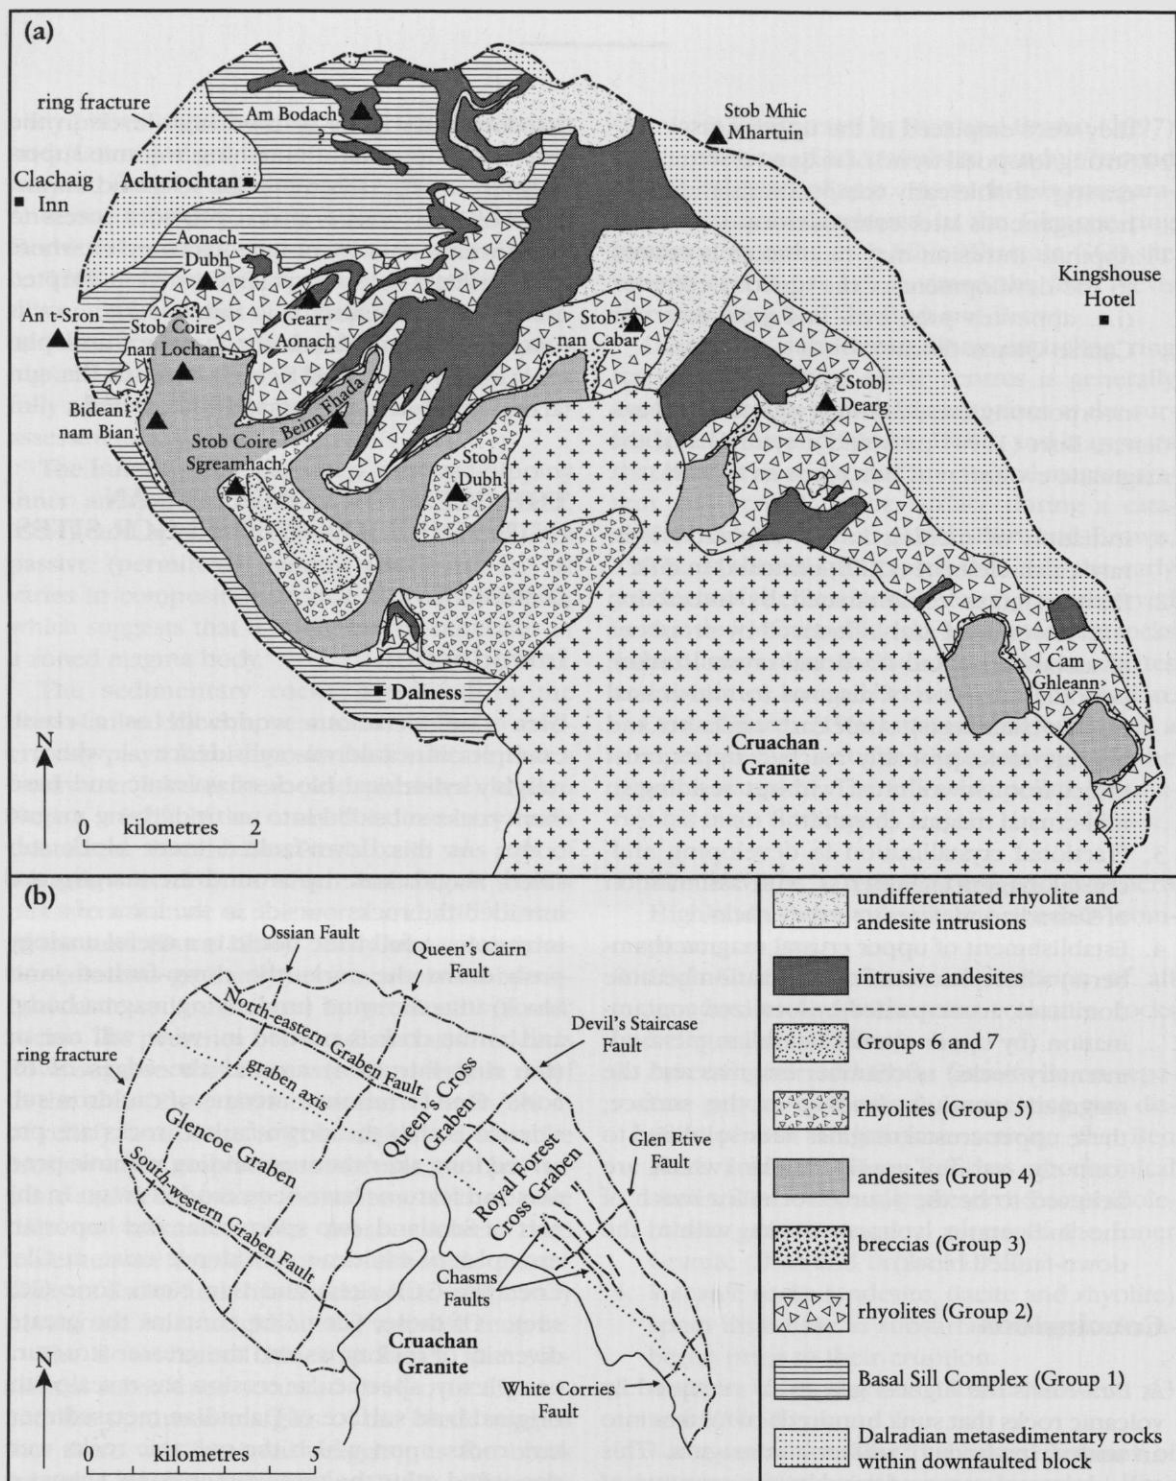 (a)
ring fracture
Am Bodach
Stob Mhic
Mhartuin
Clachaig
Inn
Achtriochtan
Aonach
Dubh
Kingshouse
Hotel
An t-Sron
Stob Coire
nan Lochan
Gearr
Aonach
Stob
nan Cabar
Stob
Dearg
Bidean
nam Bian
Beinn Fhada
Stob Coire
Sgreamhach
Stob
Dubh
Dalness
Cam
Ghleann
Cruachan
Granite
N
0 kilometres 2
(b)
Ossian Fault
Queen's Cairn
Fault
North-eastern Graben Fault
Devil's Staircase
Fault
ring fracture
graben axis
Queen's Cross
Graben
Glencoe
Graben
Glen Etive
Fault
Royal Forest
Cross Graben
South-western Graben Fault
Chasms
Faults
Cruachan
Granite
White Corries
Fault
N
0 kilometres 5
undifferentiated rhyolite and
andesite intrusions
intrusive andesites
Groups 6 and 7
rhyolites (Group 5)
andesites (Group 4)
breccias (Group 3)
rhyolites (Group 2)
Basal Sill Complex (Group 1)
Dalradian metasedimentary rocks
within downfaulted block